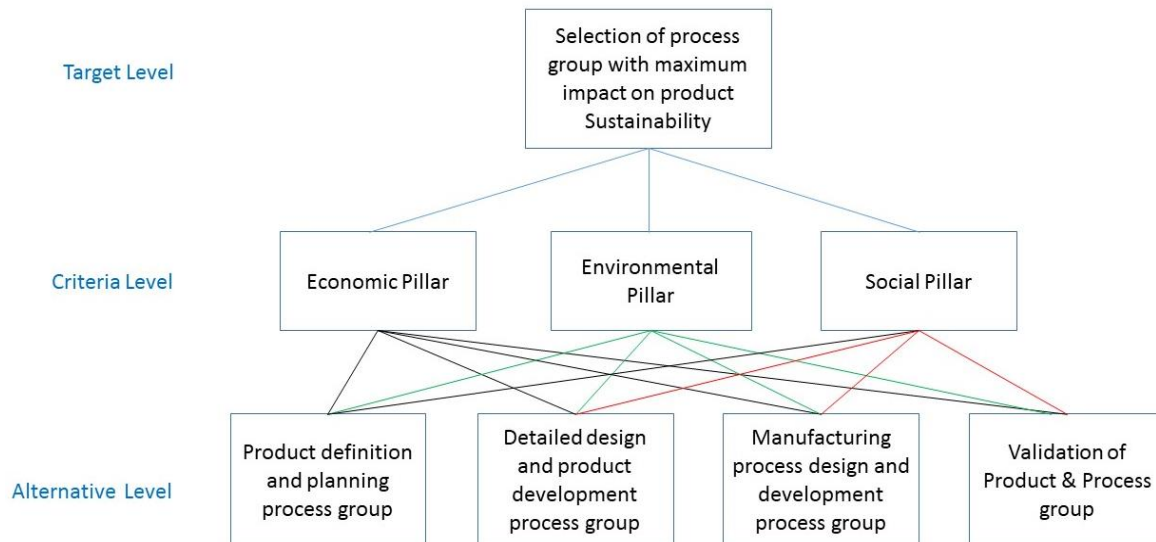 Target Level
Selection of process
group with maximum
impact on product
Sustainability
Criteria Level
Economic Pillar
Environmental
Pillar
Social Pillar
Alternative Level
Product definition
and planning
process group
Detailed design
and product
development
process group
Manufacturing
process design and
development
process group
Validation of
Product & Process
group